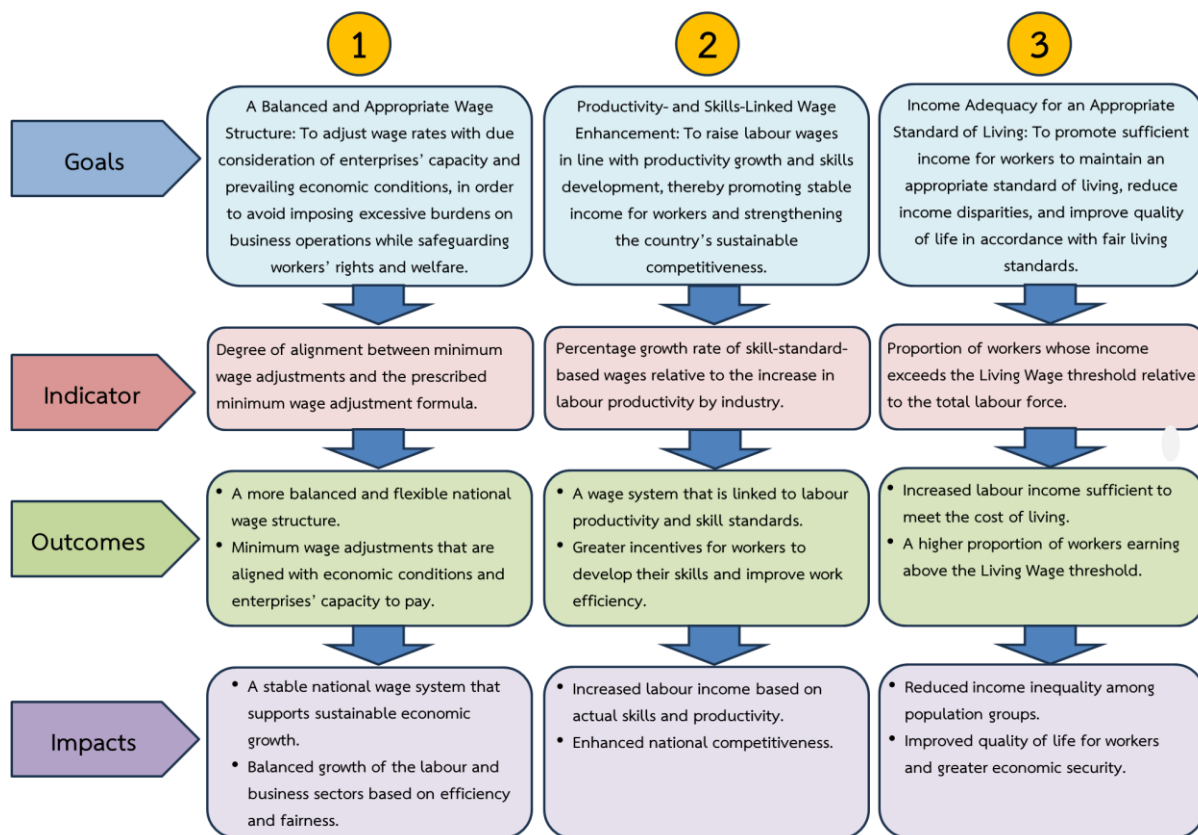 1
2
3
Goals
A Balanced and Appropriate Wage
Structure: To adjust wage rates with due
consideration of enterprises' capacity and
prevailing economic conditions, in order
to avoid imposing excessive burdens on
business operations while safeguarding
workers' rights and welfare.
Productivity- and Skills-Linked Wage
Enhancement: To raise labour wages
in line with productivity growth and skills
development, thereby promoting stable
income for workers and strengthening
the country's sustainable
competitiveness.
Income Adequacy for an Appropriate
Standard of Living: To promote sufficient
income for workers to maintain an
appropriate standard of living, reduce
income disparities, and improve quality
of life in accordance with fair living
standards.
Indicator
Degree of alignment between minimum
wage adjustments and the prescribed
minimum wage adjustment formula.
Percentage growth rate of skill-standard-
based wages relative to the increase in
labour productivity by industry.
Proportion of workers whose income
exceeds the Living Wage threshold relative
to the total labour force.
Outcomes
• A more balanced and flexible national
wage structure.
• Minimum wage adjustments that are
aligned with economic conditions and
enterprises' capacity to pay.
• A wage system that is linked to labour
productivity and skill standards.
• Greater incentives for workers to
develop their skills and improve work
efficiency.
• Increased labour income sufficient to
meet the cost of living.
• A higher proportion of workers earning
above the Living Wage threshold.
Impacts
• A stable national wage system that
supports sustainable economic
growth.
• Balanced growth of the labour and
business sectors based on efficiency
and fairness.
• Increased labour income based on
actual skills and productivity.
• Enhanced national competitiveness.
• Reduced income inequality among
population groups.
• Improved quality of life for workers
and greater economic security.